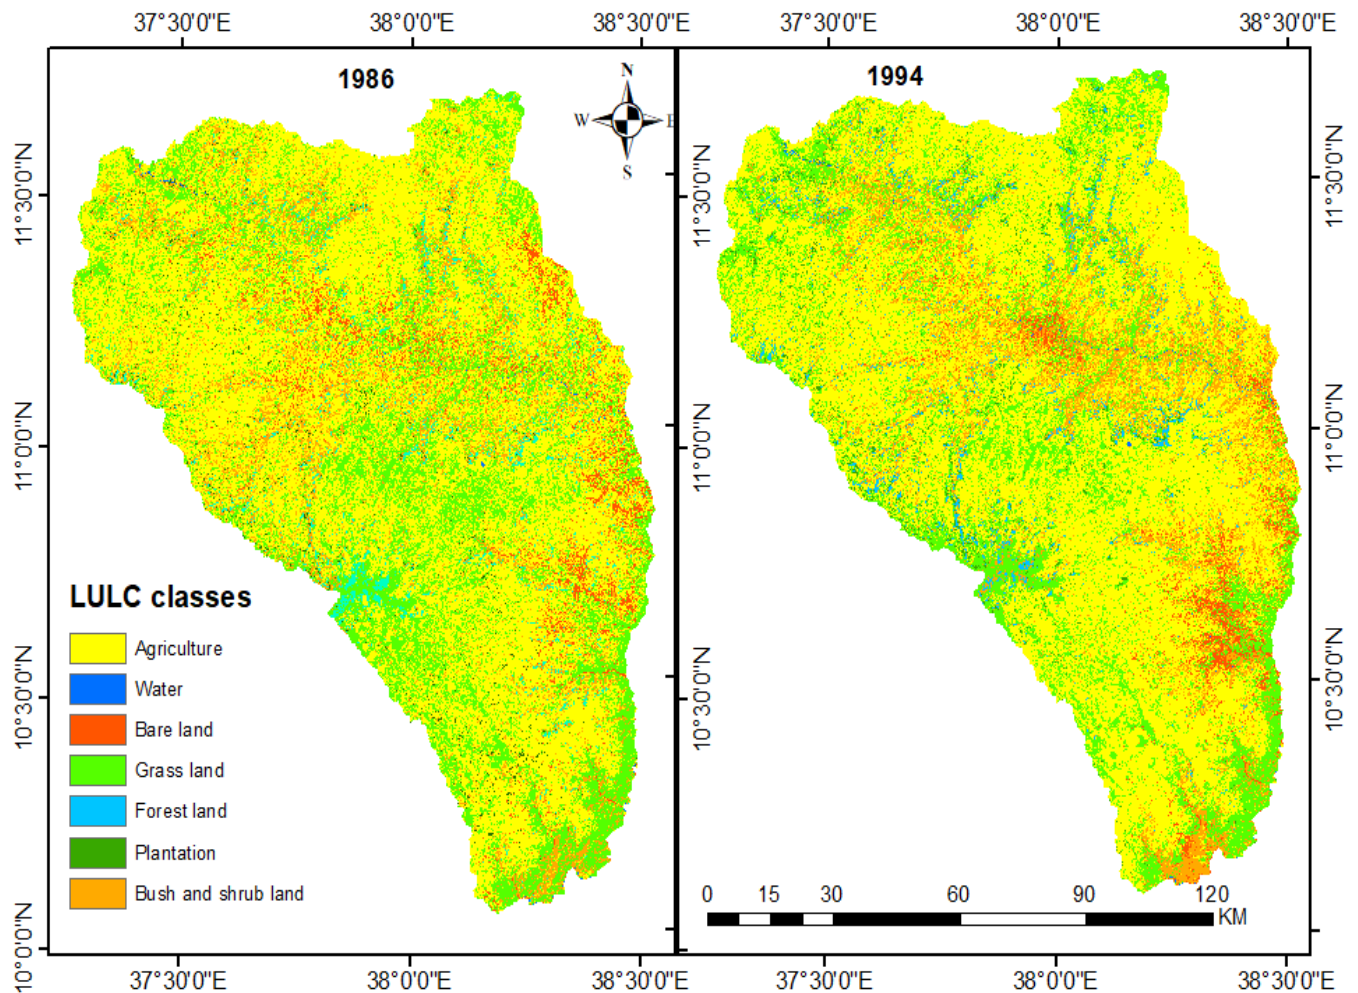 37°30'0"E 38°0'0"E 38°30'0"E 37°30'0"E 38°0'0"E 38°30'0"E
1986
1994
N
W E
S
11°30'0"N
11°30'0"N
11°30'0"N
11°0'0"N
11°0'0"N
11°0'0"N
LULC classes
Agriculture
Water
Bare land
Grass land
Forest land
Plantation
Bush and shrub land
10°30'0"N
10°30'0"N
10°30'0"N
0 15 30 60 90 120
KM
10°0'0"N
37°30'0"E 38°0'0"E 38°30'0"E 37°30'0"E 38°0'0"E 38°30'0"E